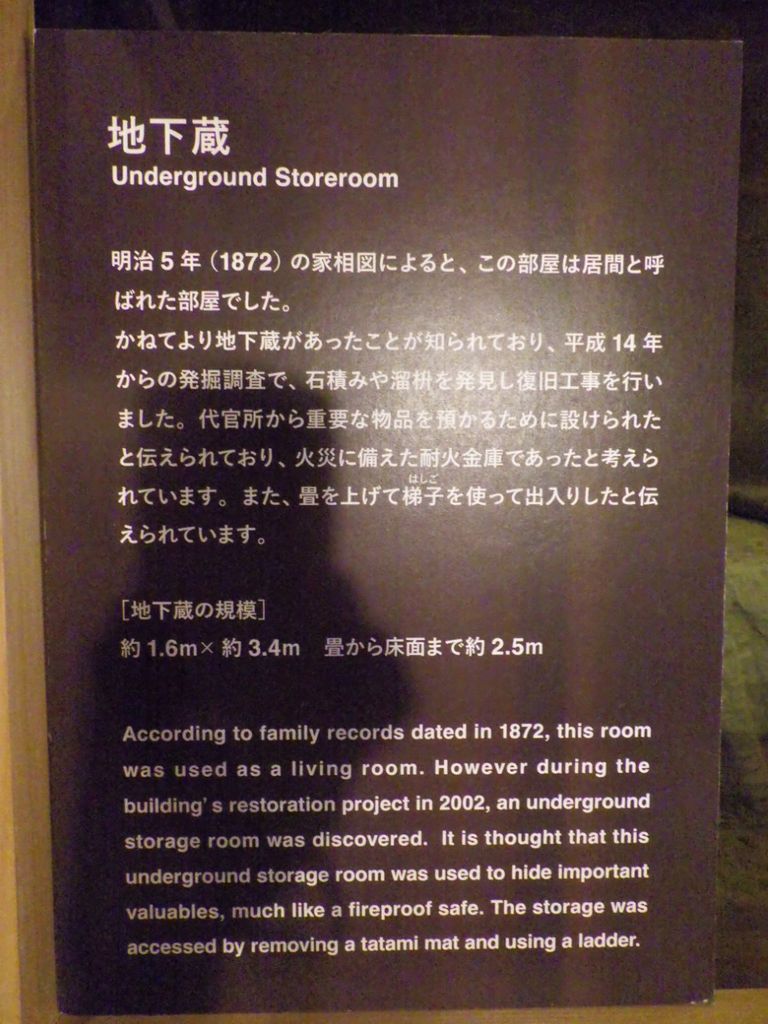 地下蔵
Underground Storeroom
明治5年（1872）の家相図によると、この部屋は居間と呼
ばれた部屋でした。
かねてより地下蔵があったことが知られており、平成14年
からの発掘調査で、石積みや溜枡を発見し復旧工事を行い
ました。代官所から重要な物品を預かるために設けられた
と伝えられており、火災に備えた耐火金庫であったと考えら
はしご
れています。また、畳を上げて梯子を使って出入りしたと伝
えられています。
［地下蔵の規模］
約1.6m×約3.4m　畳から床面まで約2.5m
According to family records dated in 1872, this room
was used as a living room. However during the
building's restoration project in 2002, an underground
storage room was discovered. It is thought that this
underground storage room was used to hide important
valuables, much like a fireproof safe. The storage was
accessed by removing a tatami mat and using a ladder.